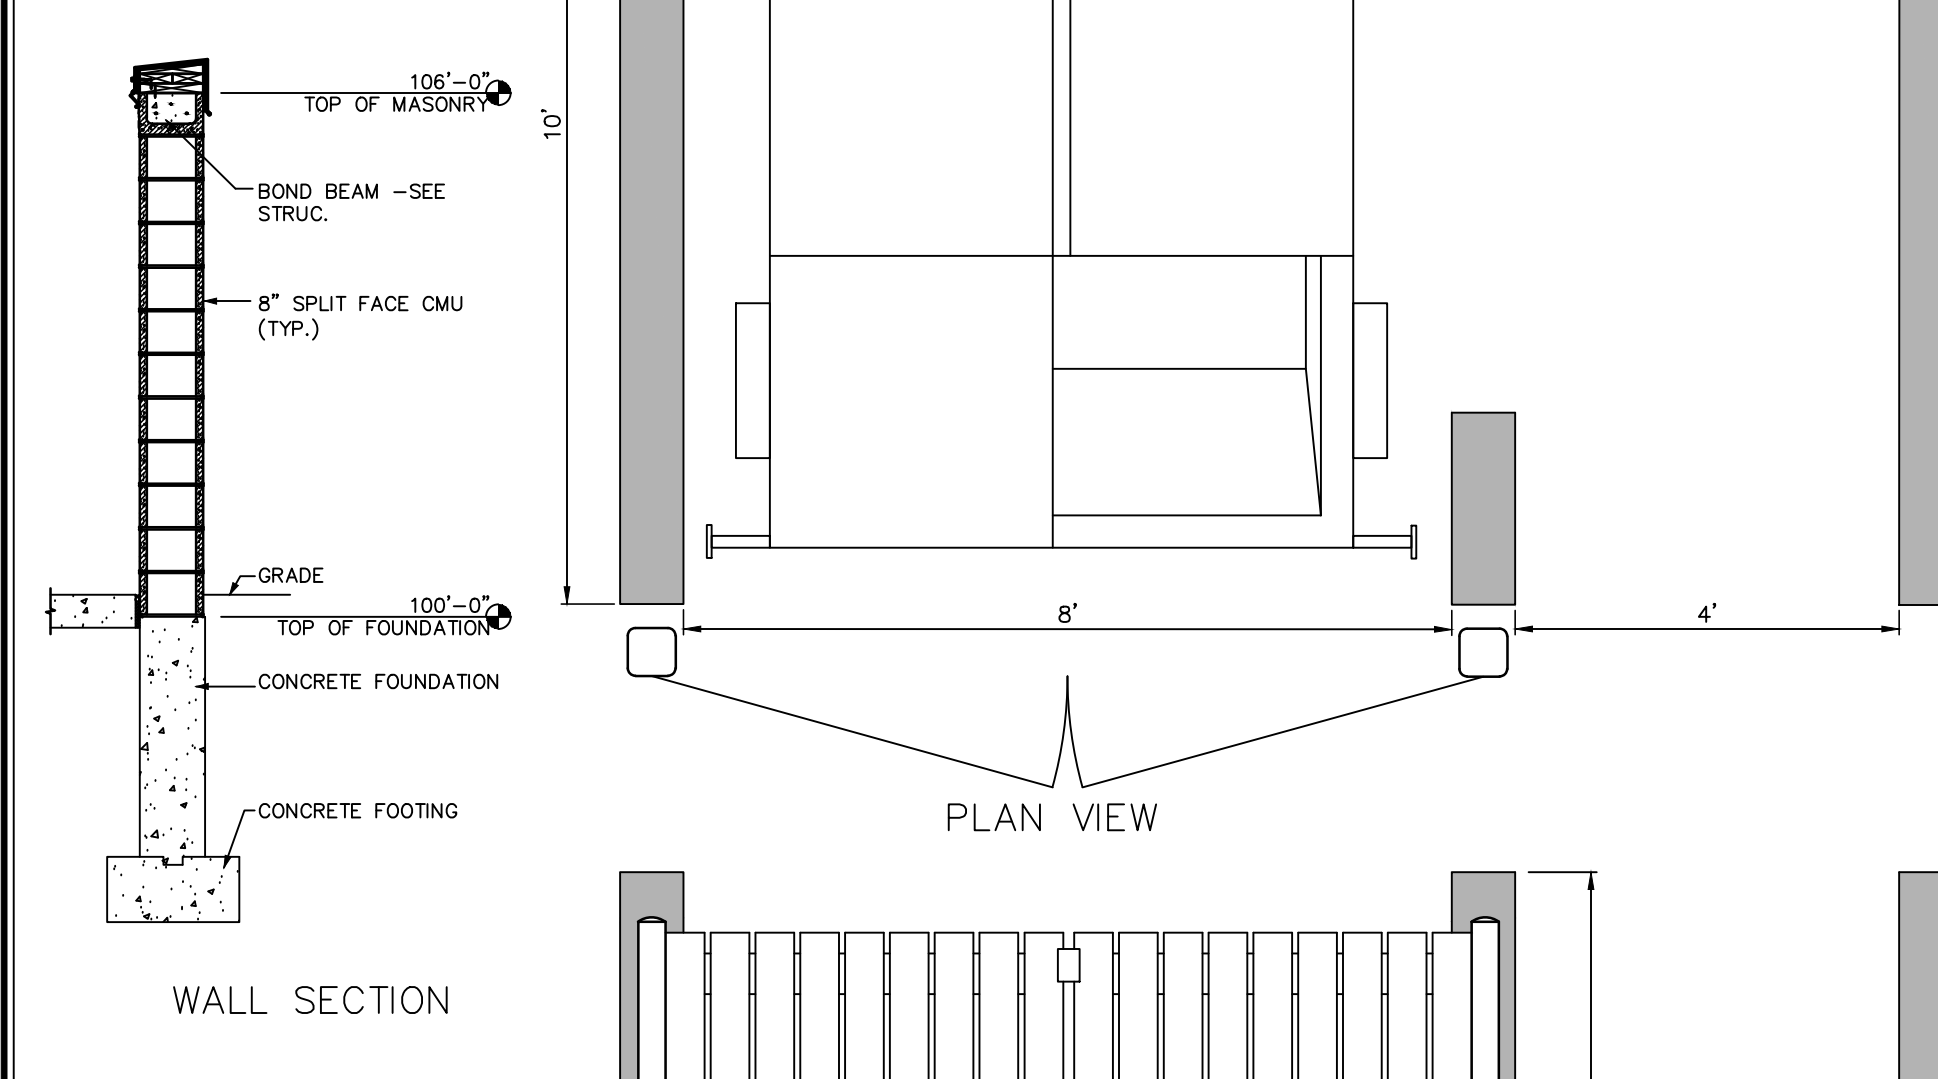 106'-0"
TOP OF MASONRY
BOND BEAM -SEE
STRUC.
8" SPLIT FACE CMU
(TYP.)
GRADE
100'-0"
TOP OF FOUNDATION
CONCRETE FOUNDATION
CONCRETE FOOTING
WALL SECTION
10'
8'
4'
PLAN VIEW